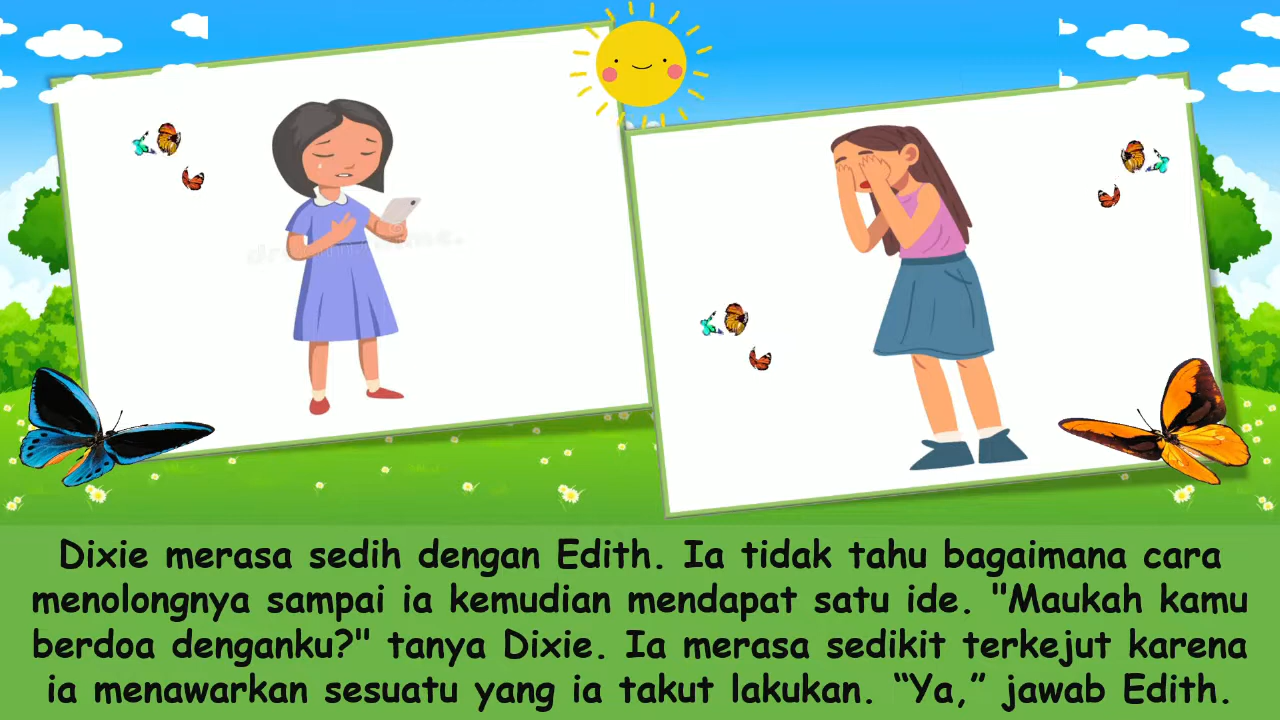 Dixie merasa sedih dengan Edith. Ia tidak tahu bagaimana cara
menolongnya sampai ia kemudian mendapat satu ide. "Maukah kamu
berdoa denganku?" tanya Dixie. Ia merasa sedikit terkejut karena
ia menawarkan sesuatu yang ia takut lakukan. “Ya,” jawab Edith.